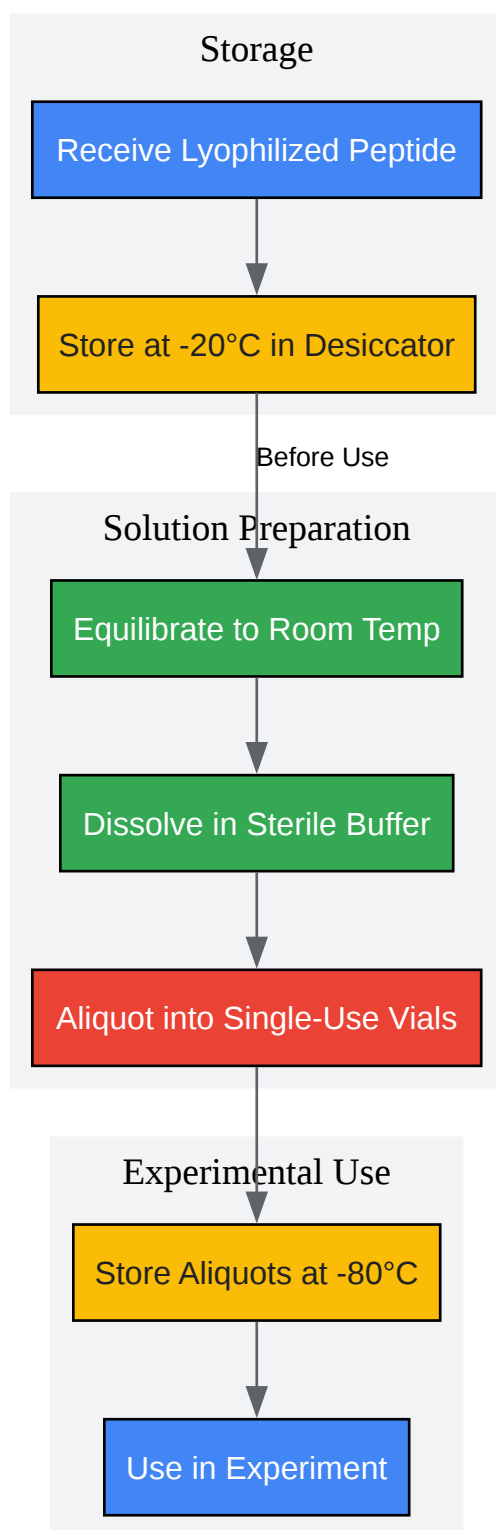 Storage
Receive Lyophilized Peptide
Store at -20°C in Desiccator
Before Use
Solution Preparation
Equilibrate to Room Temp
Dissolve in Sterile Buffer
Aliquot into Single-Use Vials
Experimental Use
Store Aliquots at -80°C
Use in Experiment